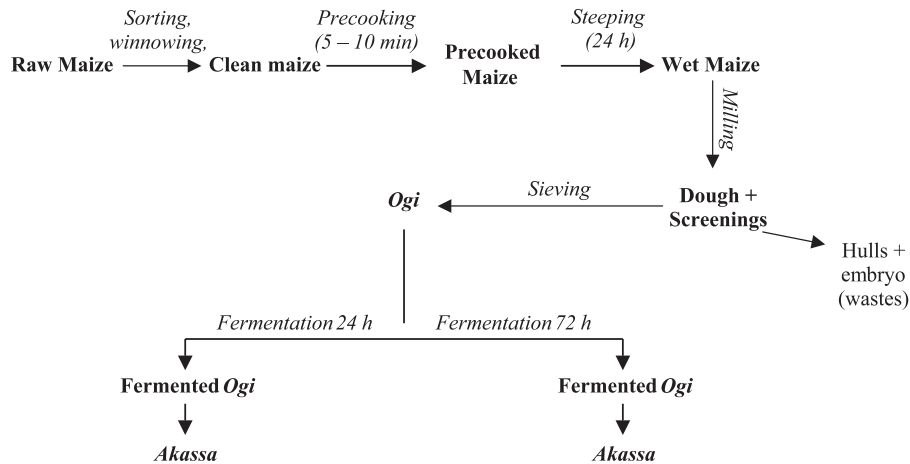 Sorting,
winnowing,
Precooking
(5 – 10 min)
Steeping
(24 h)
Raw Maize
Clean maize
Precooked
Maize
Wet Maize
Milling
Dough +
Screenings
Sieving
Ogi
Hulls +
embryo
(wastes)
Fermentation 24 h
Fermentation 72 h
Fermented Ogi
Fermented Ogi
Akassa
Akassa